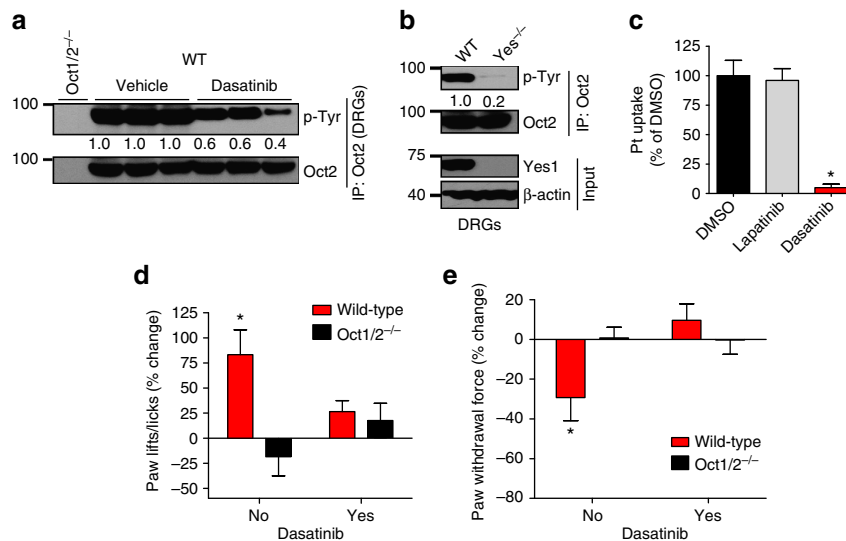 a
Oct1/2–/–
WT
Vehicle
Dasatinib
100
p-Tyr
1.0 1.0 1.0 0.6 0.6 0.4
100
Oct2
IP: Oct2 (DRGs)
b
WT
Yes–/–
100
p-Tyr
1.0 0.2
100
Oct2
IP: Oct2
75
Yes1
40
β-actin
Input
DRGs
c
Pt uptake
(% of DMSO)
125
100
75
50
25
0
*
DMSO
Lapatinib
Dasatinib
d
Paw lifts/licks (% change)
125
100
75
50
25
0
–25
–50
*
Wild-type
Oct1/2–/–
No
Yes
Dasatinib
e
Paw withdrawal force (% change)
20
0
–20
–40
–60
–80
*
Wild-type
Oct1/2–/–
No
Yes
Dasatinib